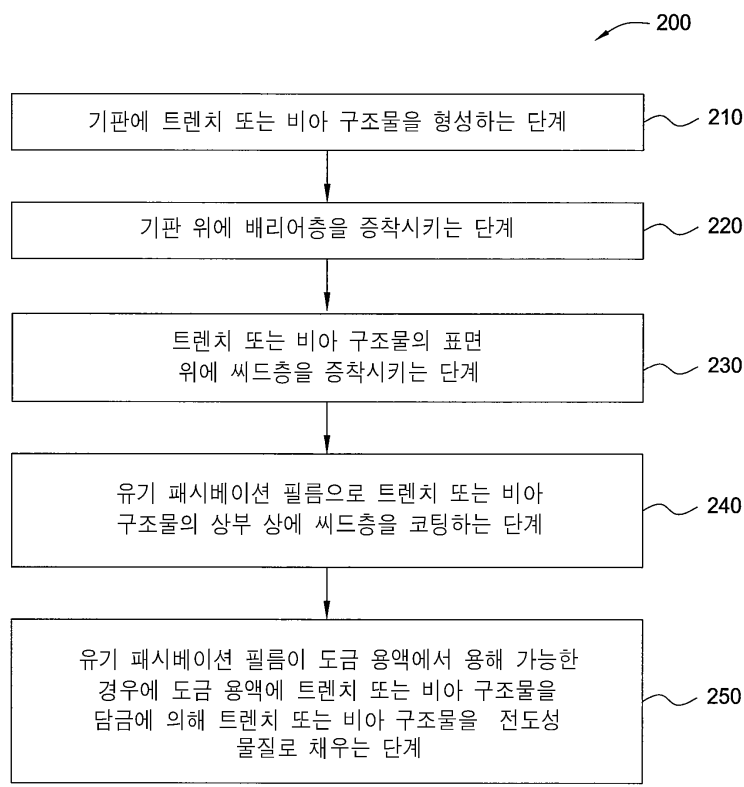 200
기판에 트렌치 또는 비아 구조물을 형성하는 단계
210
기판 위에 배리어층을 증착시키는 단계
220
트렌치 또는 비아 구조물의 표면
위에 씨드층을 증착시키는 단계
230
유기 패시베이션 필름으로 트렌치 또는 비아
구조물의 상부 상에 씨드층을 코팅하는 단계
240
유기 패시베이션 필름이 도금 용액에서 용해 가능한
경우에 도금 용액에 트렌치 또는 비아 구조물을
담금에 의해 트렌치 또는 비아 구조물을 전도성
물질로 채우는 단계
250